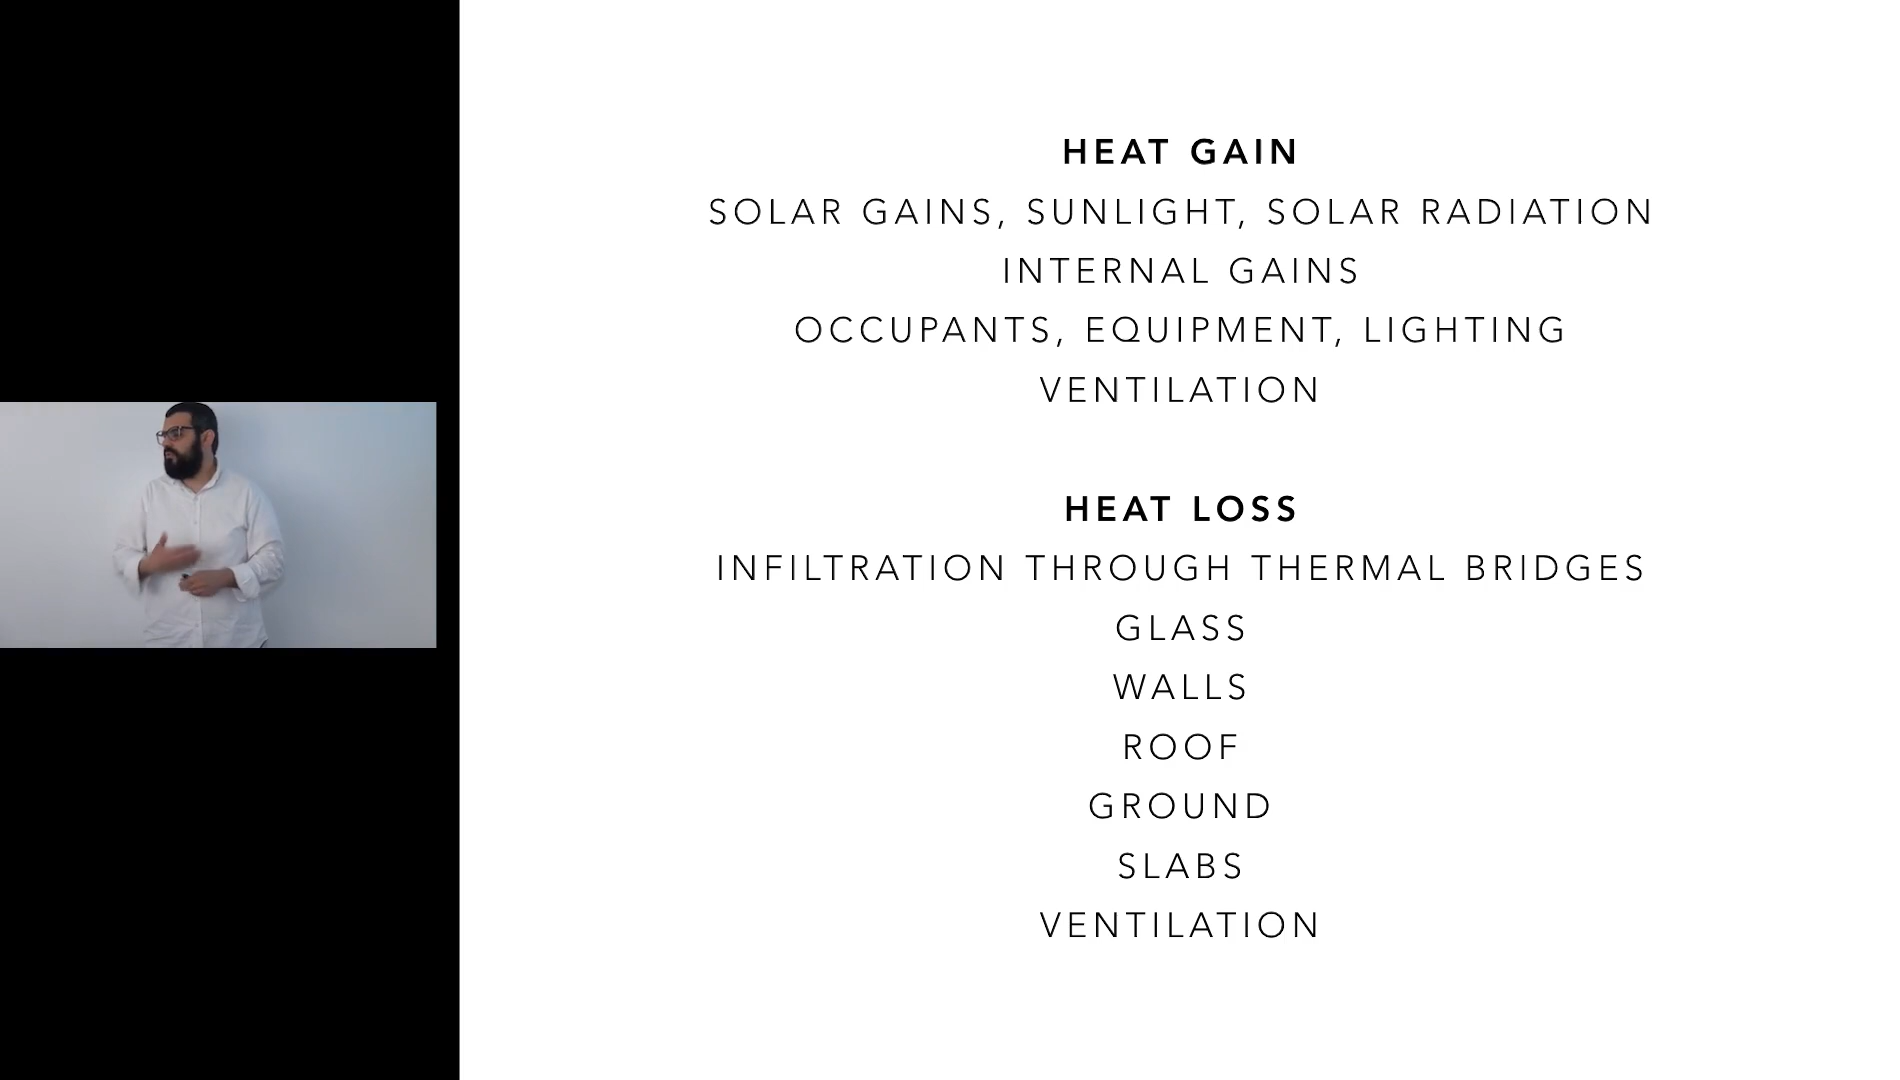 HEAT GAIN
SOLAR GAINS, SUNLIGHT, SOLAR RADIATION
INTERNAL GAINS
OCCUPANTS, EQUIPMENT, LIGHTING
VENTILATION
HEAT LOSS
INFILTRATION THROUGH THERMAL BRIDGES
GLASS
WALLS
ROOF
GROUND
SLABS
VENTILATION